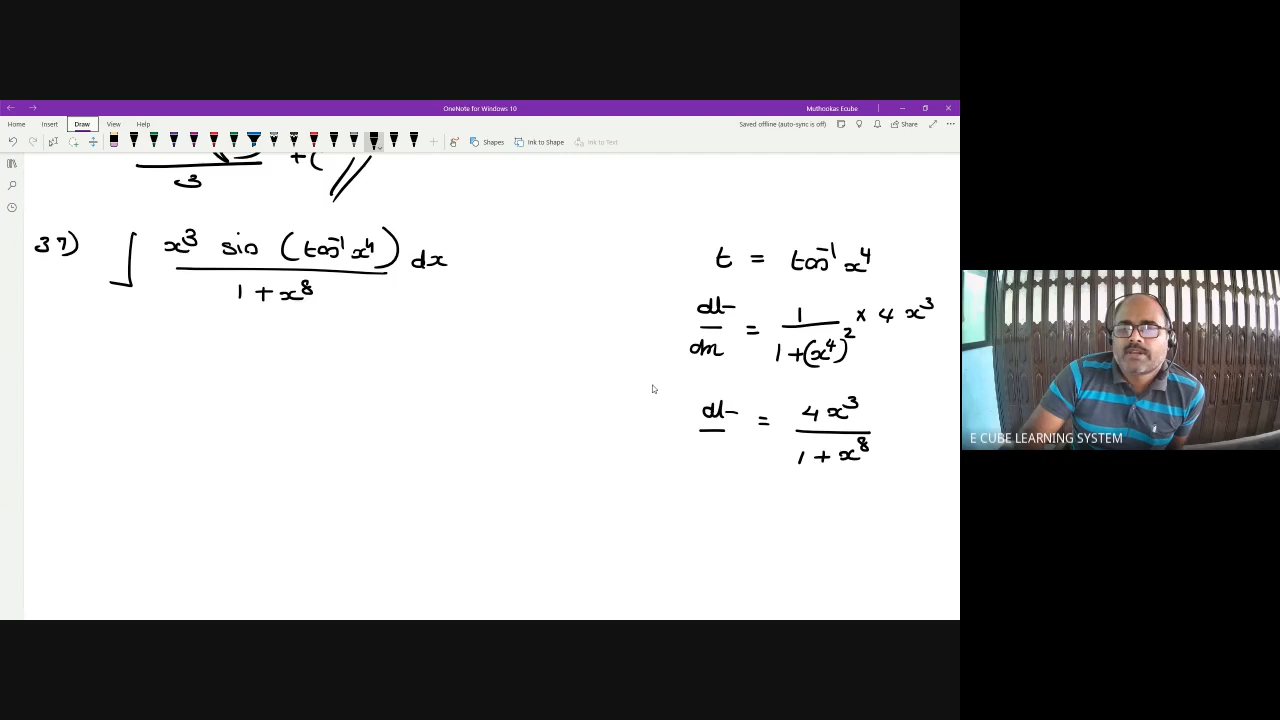 OneNote for Windows 10
Muthookas Ecube
Home Insert Draw View Help
Saved offline (auto-sync is off) Share
Shapes Ink to Shape Ink to Text
3 +C
37) ∫ x³ sin (tan⁻¹x⁴) / 1 + x⁸ dx
t = tan⁻¹ x⁴
dt/dx = 1 / 1 + (x⁴)² × 4x³
dt = 4x³ / 1 + x⁸
E CUBE LEARNING SYSTEM